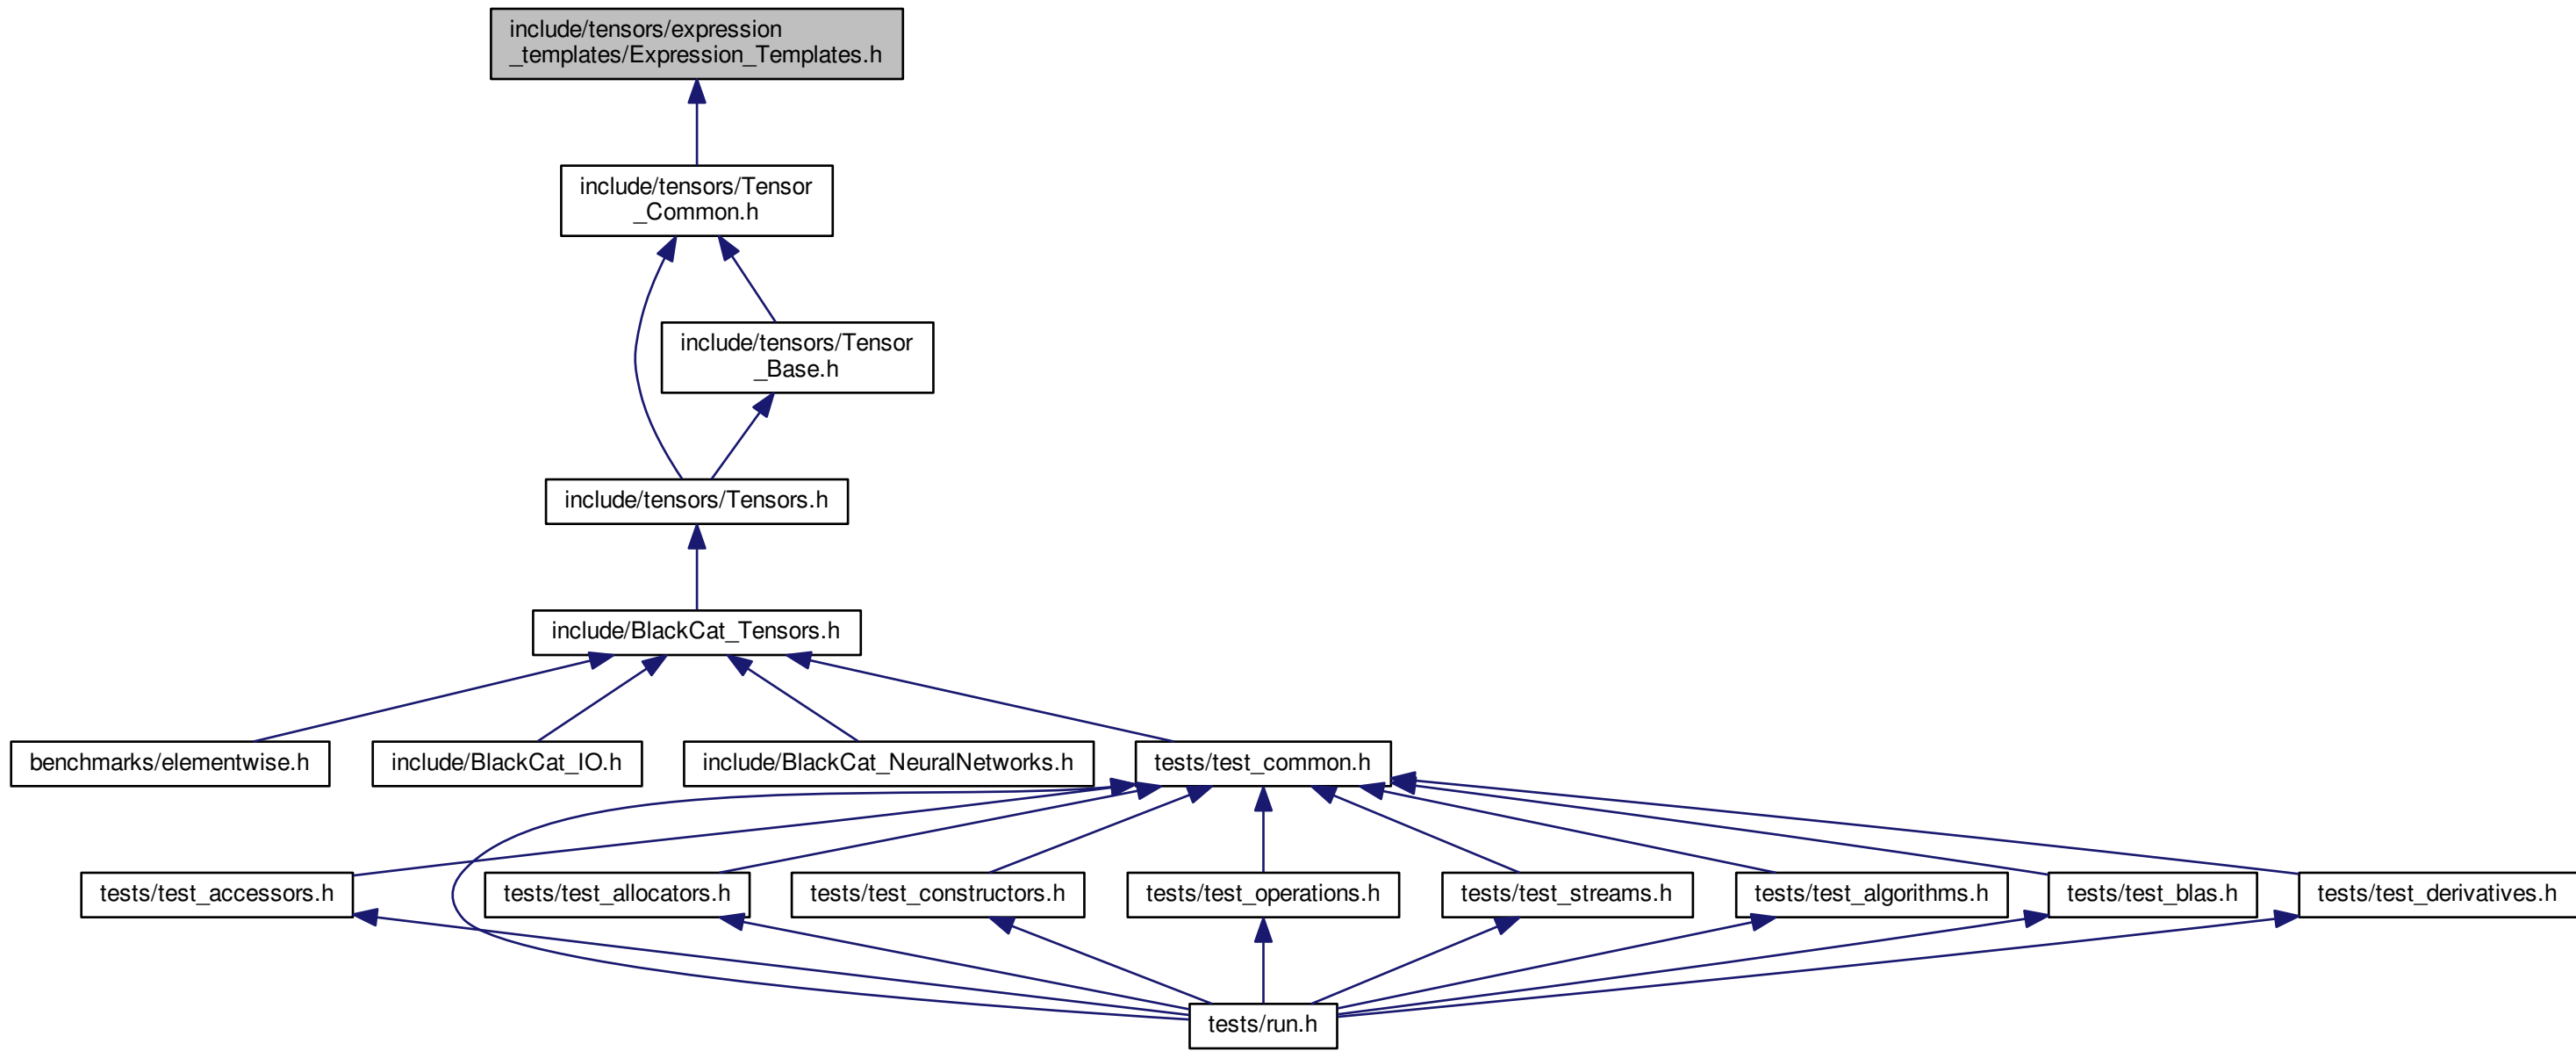 include/tensors/expression
_templates/Expression_Templates.h
include/tensors/Tensor
_Common.h
include/tensors/Tensor
_Base.h
include/tensors/Tensors.h
include/BlackCat_Tensors.h
benchmarks/elementwise.h
include/BlackCat_IO.h
include/BlackCat_NeuralNetworks.h
tests/test_common.h
tests/test_accessors.h
tests/test_allocators.h
tests/test_constructors.h
tests/test_operations.h
tests/test_streams.h
tests/test_algorithms.h
tests/test_blas.h
tests/test_derivatives.h
tests/run.h